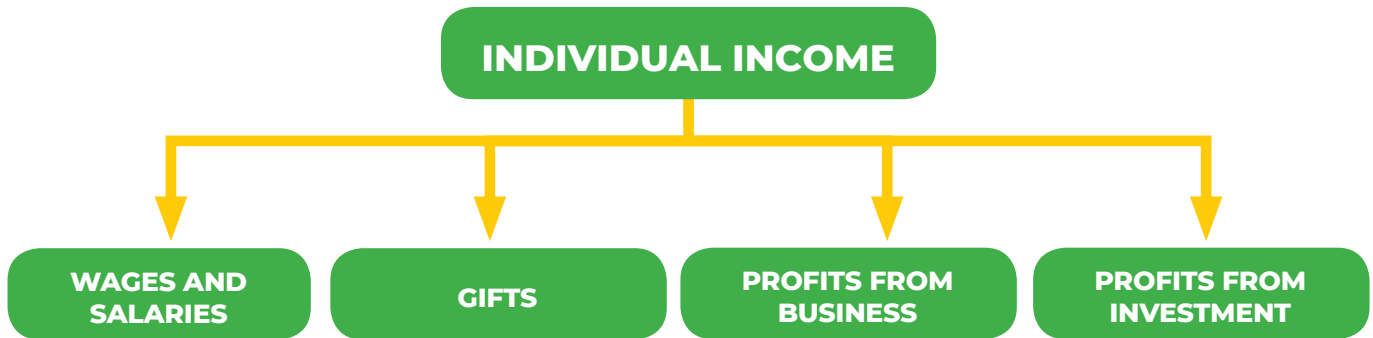 INDIVIDUAL INCOME
WAGES AND
SALARIES
GIFTS
PROFITS FROM
BUSINESS
PROFITS FROM
INVESTMENT